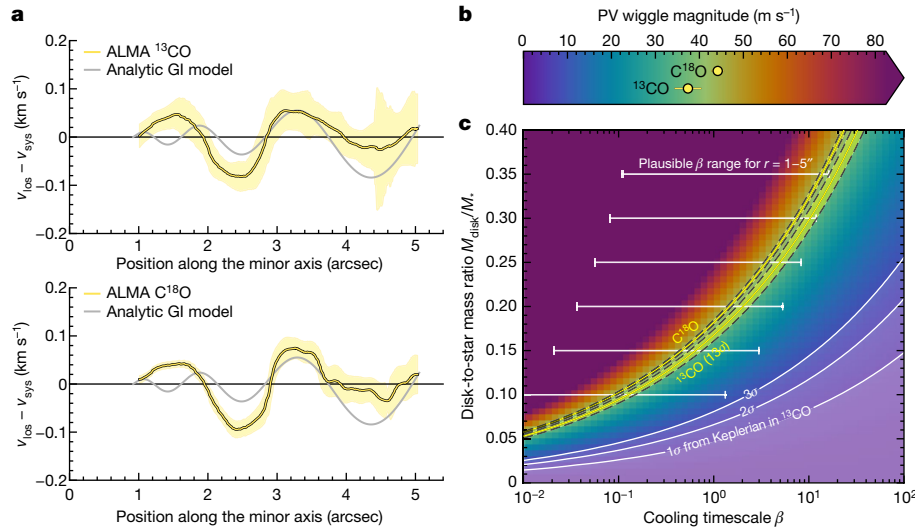 a
ALMA ¹³CO
Analytic GI model
0.2
0.1
0
−0.1
−0.2
v_los − v_sys (km s⁻¹)
0 1 2 3 4 5
Position along the minor axis (arcsec)
ALMA C¹⁸O
Analytic GI model
0.2
0.1
0
−0.1
−0.2
v_los − v_sys (km s⁻¹)
0 1 2 3 4 5
Position along the minor axis (arcsec)
b
PV wiggle magnitude (m s⁻¹)
0 10 20 30 40 50 60 70 80
C¹⁸O
¹³CO
c
0.40
0.35
0.30
0.25
0.20
0.15
0.10
0.05
0
Disk-to-star mass ratio M_disk/M_*
Plausible β range for r = 1–5″
C¹⁸O
¹³CO (13σ)
3σ
2σ
1σ from Keplerian in ¹³CO
10⁻² 10⁻¹ 10⁰ 10¹ 10²
Cooling timescale β